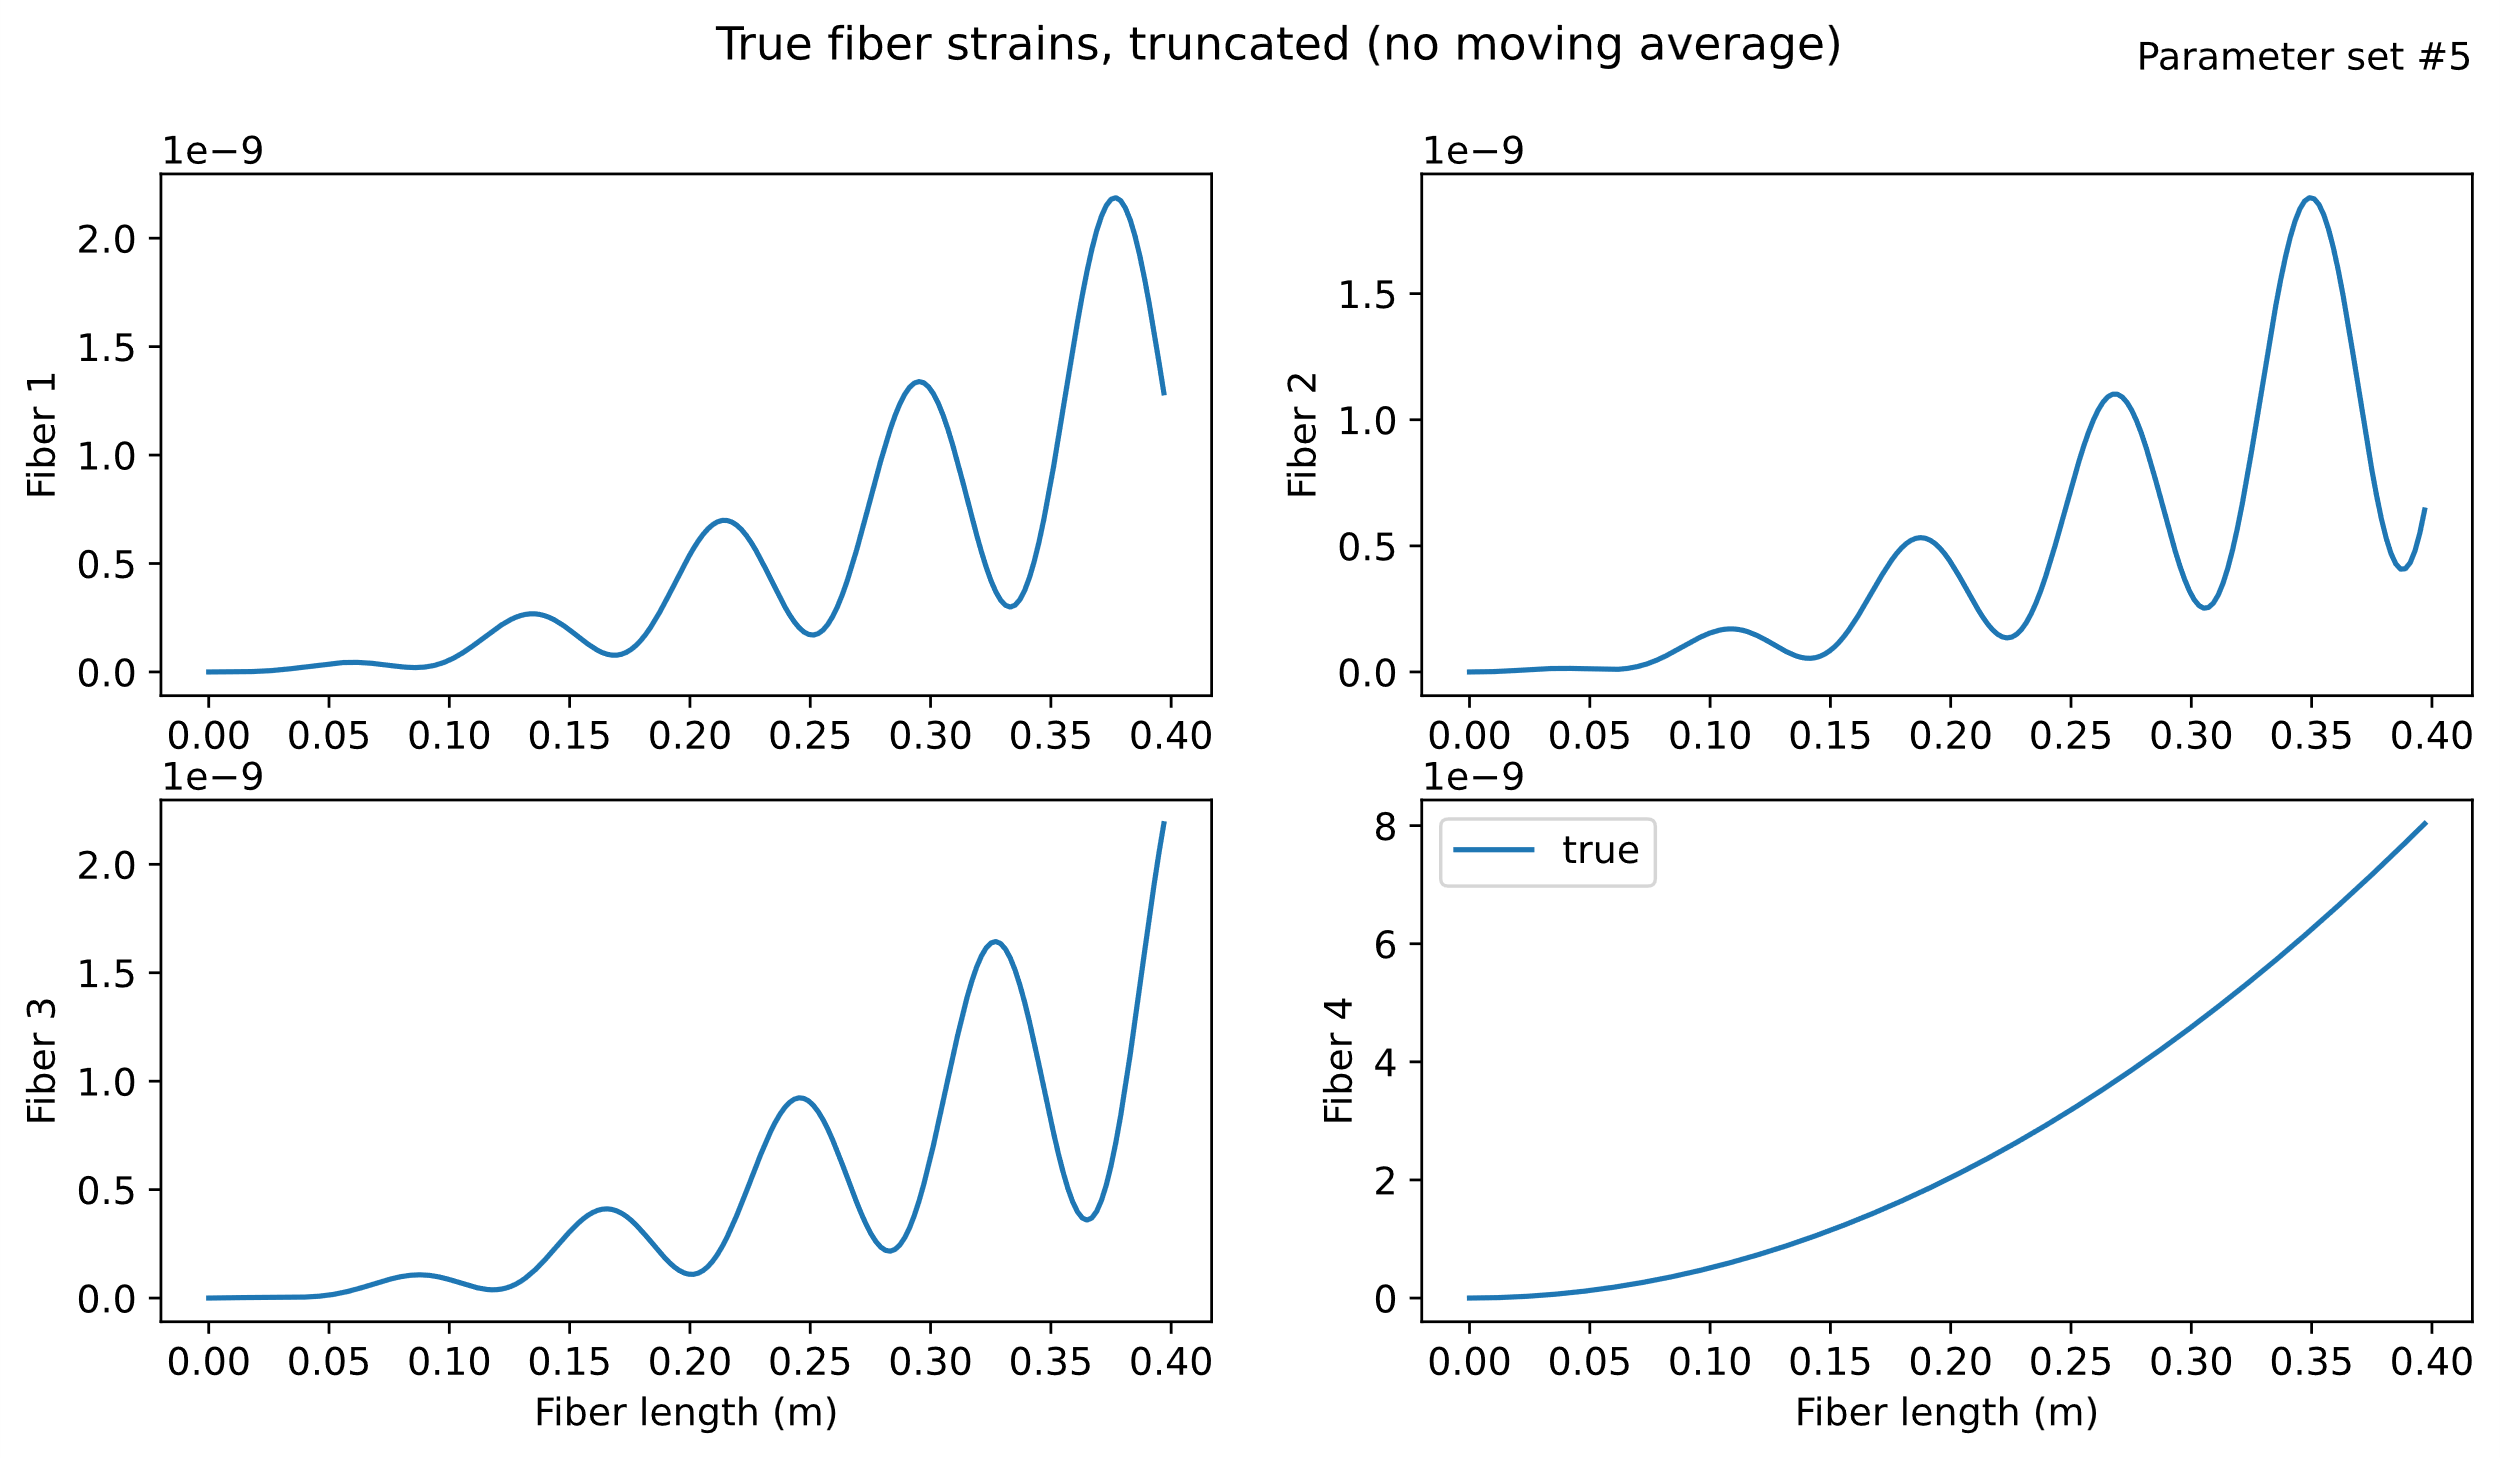 True fiber strains, truncated (no moving average)
Parameter set #5
1e−9
2.0
1.5
1.0
0.5
0.0
Fiber 1
0.00 0.05 0.10 0.15 0.20 0.25 0.30 0.35 0.40
1e−9
1.5
1.0
0.5
0.0
Fiber 2
0.00 0.05 0.10 0.15 0.20 0.25 0.30 0.35 0.40
1e−9
2.0
1.5
1.0
0.5
0.0
Fiber 3
0.00 0.05 0.10 0.15 0.20 0.25 0.30 0.35 0.40
Fiber length (m)
1e−9
8
6
4
2
0
Fiber 4
true
0.00 0.05 0.10 0.15 0.20 0.25 0.30 0.35 0.40
Fiber length (m)